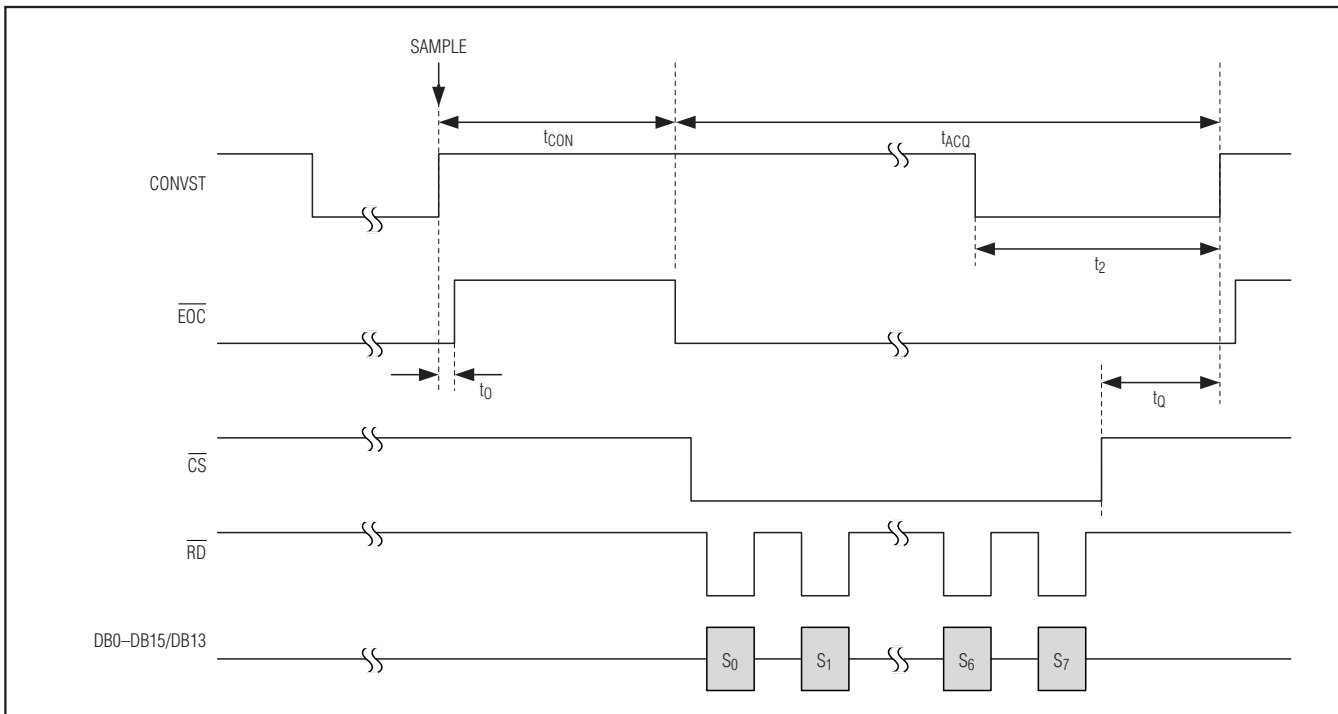 SAMPLE
tCON
tACQ
CONVST
t2
EOC
t0
tQ
CS
RD
DB0–DB15/DB13
S0
S1
S6
S7